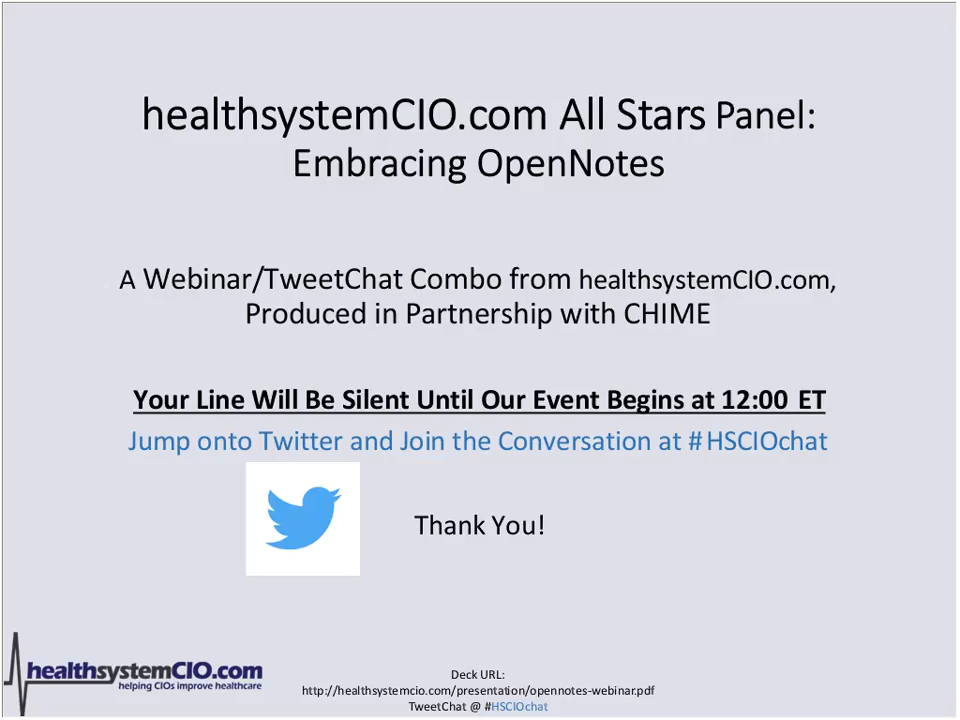 healthsystemCIO.com All Stars Panel:
Embracing OpenNotes
A Webinar/TweetChat Combo from healthsystemCIO.com,
Produced in Partnership with CHIME
Your Line Will Be Silent Until Our Event Begins at 12:00 ET
Jump onto Twitter and Join the Conversation at #HSCIOchat
Thank You!
healthsystemCIO.com
helping CIOs improve healthcare
Deck URL:
http://healthsystemcio.com/presentation/opennotes-webinar.pdf
TweetChat @ #HSCIOchat